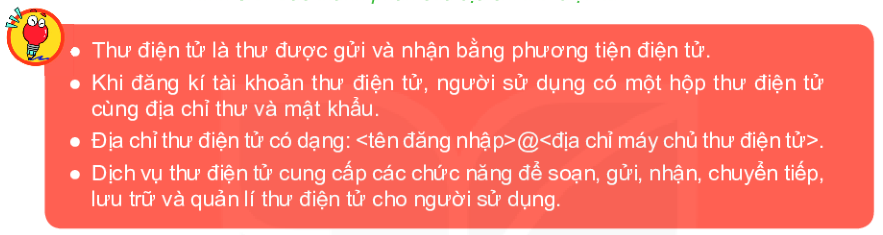 ● Thư điện tử là thư được gửi và nhận bằng phương tiện điện tử.
● Khi đăng kí tài khoản thư điện tử, người sử dụng có một hộp thư điện tử
cùng địa chỉ thư và mật khẩu.
● Địa chỉ thư điện tử có dạng: <tên đăng nhập>@<địa chỉ máy chủ thư điện tử>.
● Dịch vụ thư điện tử cung cấp các chức năng để soạn, gửi, nhận, chuyển tiếp,
lưu trữ và quản lí thư điện tử cho người sử dụng.